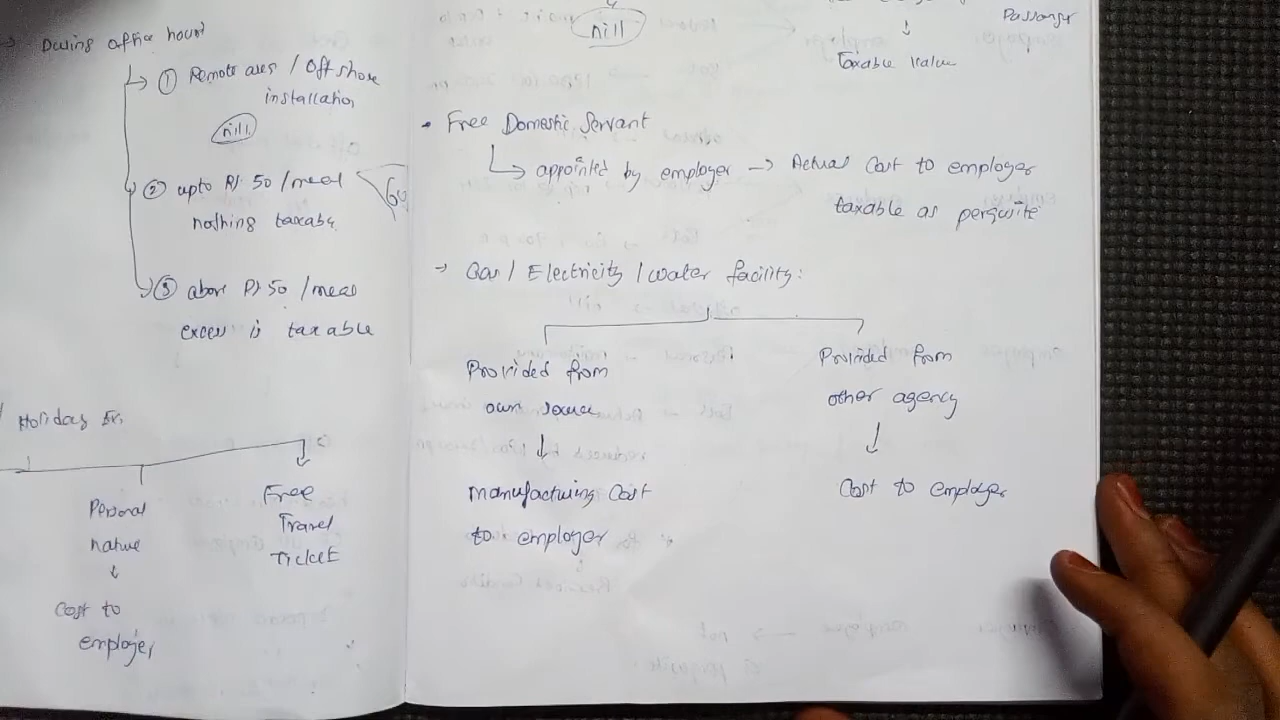 During office hours
→ ① Remote area / Off shore
installation
nill
② upto Rs 50 / meal
nothing taxable
③ above Rs 50 / meal
excess is taxable
Holiday Ex.
Personal
nature
↓
Cost to
employer
Free
Travel
Ticket
nill
Passanger
↓
Taxable Value
• Free Domestic Servant
→ appointed by employer → Actual Cost to employer
taxable as perquite
→ Gas / Electricity / water facility:
Provided from
own source
↓
manufacturing Cost
to employer
Provided from
other agency
↓
Cost to employer